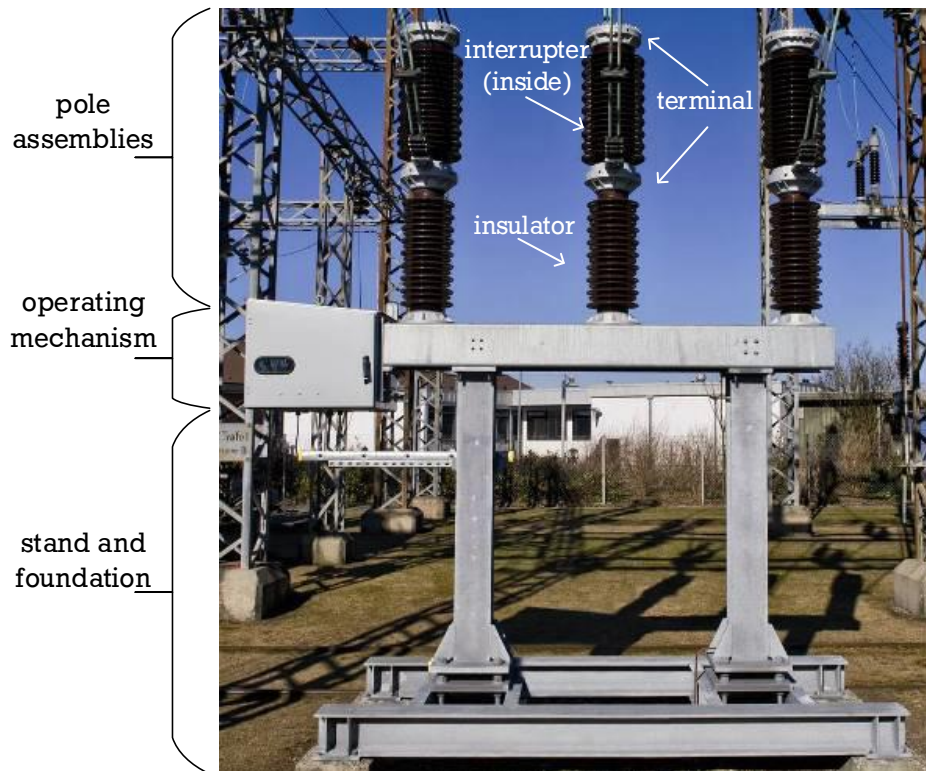 pole
assemblies
interrupter
(inside)
terminal
insulator
operating
mechanism
stand and
foundation